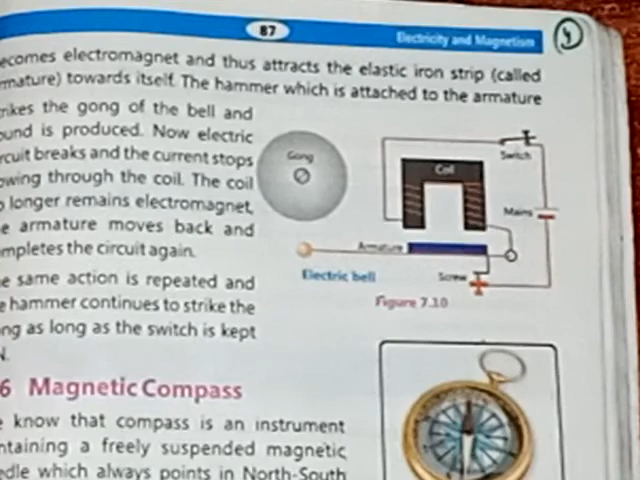 87
Electricity and Magnetism
ecomes electromagnet and thus attracts the elastic iron strip (called
rmature) towards itself. The hammer which is attached to the armature
rikes the gong of the bell and
ound is produced. Now electric
rcuit breaks and the current stops
owing through the coil. The coil
o longer remains electromagnet,
e armature moves back and
mpletes the circuit again.
e same action is repeated and
e hammer continues to strike the
ng as long as the switch is kept
N.
Gong
Coil
Switch
Mains
Armature
Screw
Electric bell
Figure 7.10
6 Magnetic Compass
e know that compass is an instrument
ntaining a freely suspended magnetic
edle which always points in North-South